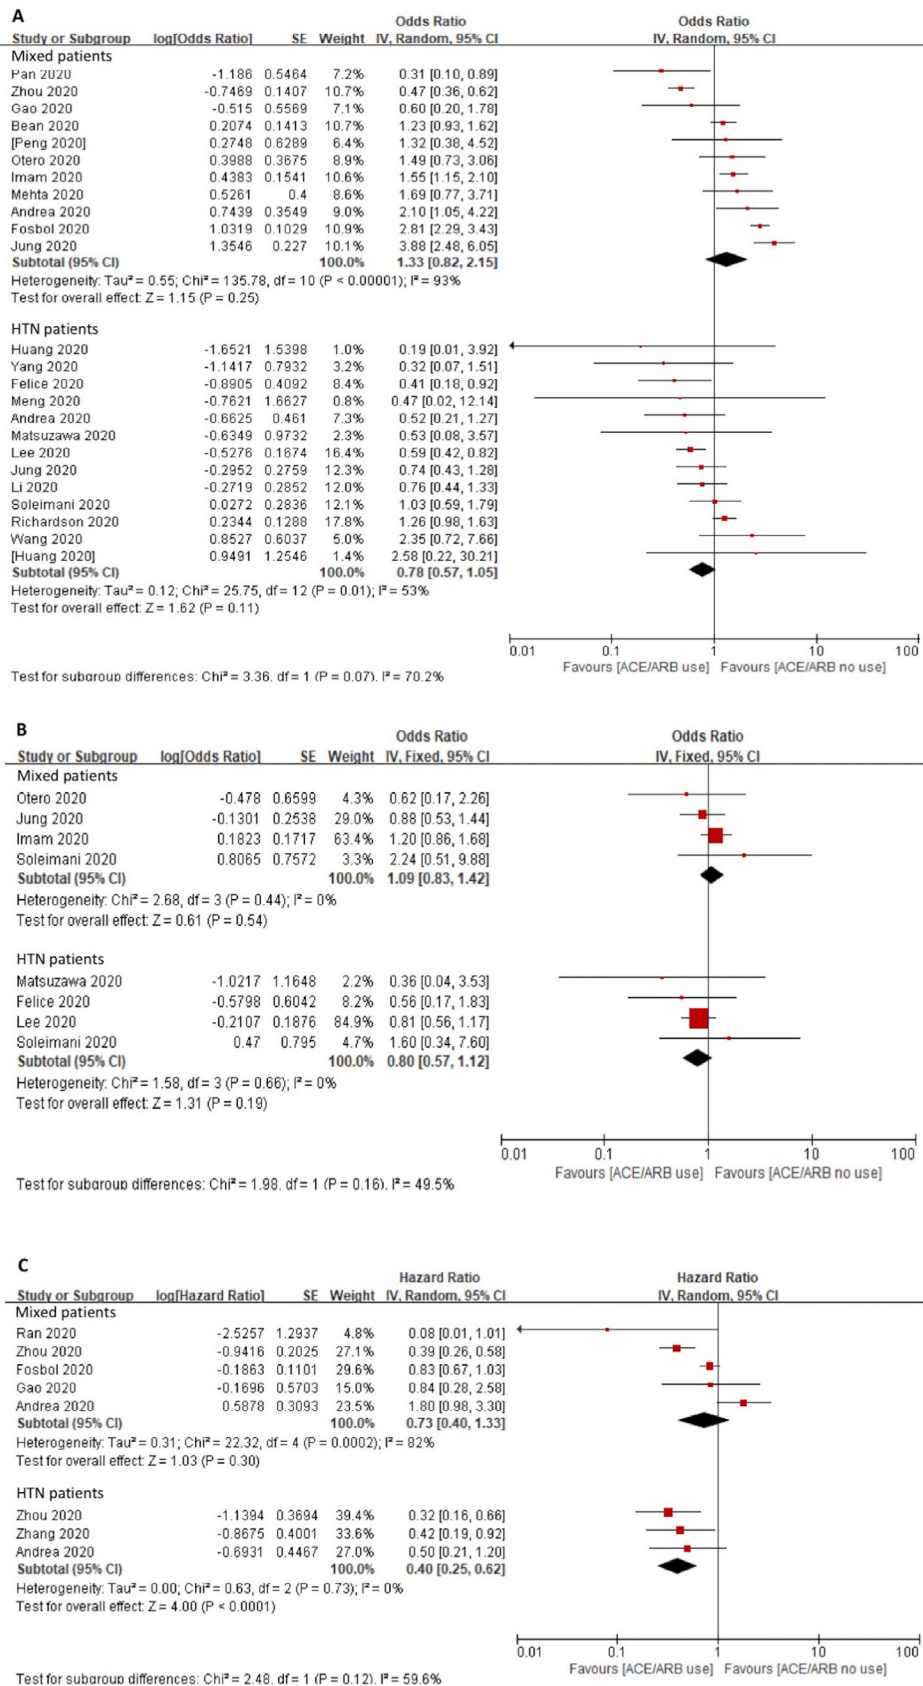 A
Odds Ratio Odds Ratio
Study or Subgroup log[Odds Ratio] SE Weight IV, Random, 95% CI IV, Random, 95% CI
Mixed patients
Pan 2020 -1.186 0.5464 7.2% 0.31 [0.10, 0.89]
Zhou 2020 -0.7469 0.1407 10.7% 0.47 [0.36, 0.62]
Gao 2020 -0.515 0.5569 7.1% 0.60 [0.20, 1.78]
Bean 2020 0.2074 0.1413 10.7% 1.23 [0.93, 1.62]
[Peng 2020] 0.2748 0.6289 6.4% 1.32 [0.38, 4.52]
Otero 2020 0.3988 0.3675 8.9% 1.49 [0.73, 3.06]
Imam 2020 0.4383 0.1541 10.6% 1.55 [1.15, 2.10]
Mehta 2020 0.5261 0.4 8.6% 1.69 [0.77, 3.71]
Andrea 2020 0.7439 0.3549 9.0% 2.10 [1.05, 4.22]
Fosbol 2020 1.0319 0.1029 10.9% 2.81 [2.29, 3.43]
Jung 2020 1.3546 0.227 10.1% 3.88 [2.48, 6.05]
Subtotal (95% CI) 100.0% 1.33 [0.82, 2.15]
Heterogeneity: Tau² = 0.55; Chi² = 135.78, df = 10 (P < 0.00001); I² = 93%
Test for overall effect: Z = 1.15 (P = 0.25)
HTN patients
Huang 2020 -1.6521 1.5398 1.0% 0.19 [0.01, 3.92]
Yang 2020 -1.1417 0.7932 3.2% 0.32 [0.07, 1.51]
Felice 2020 -0.8905 0.4092 8.4% 0.41 [0.18, 0.92]
Meng 2020 -0.7621 1.6627 0.8% 0.47 [0.02, 12.14]
Andrea 2020 -0.6625 0.461 7.3% 0.52 [0.21, 1.27]
Matsuzawa 2020 -0.6349 0.9732 2.3% 0.53 [0.08, 3.57]
Lee 2020 -0.5276 0.1674 16.4% 0.59 [0.42, 0.82]
Jung 2020 -0.2952 0.2759 12.3% 0.74 [0.43, 1.28]
Li 2020 -0.2719 0.2852 12.0% 0.76 [0.44, 1.33]
Soleimani 2020 0.0272 0.2836 12.1% 1.03 [0.59, 1.79]
Richardson 2020 0.2344 0.1288 17.8% 1.26 [0.98, 1.63]
Wang 2020 0.8527 0.6037 5.0% 2.35 [0.72, 7.66]
[Huang 2020] 0.9491 1.2546 1.4% 2.58 [0.22, 30.21]
Subtotal (95% CI) 100.0% 0.78 [0.57, 1.05]
Heterogeneity: Tau² = 0.12; Chi² = 25.75, df = 12 (P = 0.01); I² = 53%
Test for overall effect: Z = 1.62 (P = 0.11)
0.01 0.1 1 10 100
Favours [ACE/ARB use] Favours [ACE/ARB no use]
Test for subgroup differences: Chi² = 3.36. df = 1 (P = 0.07). I² = 70.2%
B
Odds Ratio Odds Ratio
Study or Subgroup log[Odds Ratio] SE Weight IV, Fixed, 95% CI IV, Fixed, 95% CI
Mixed patients
Otero 2020 -0.478 0.6599 4.3% 0.62 [0.17, 2.26]
Jung 2020 -0.1301 0.2538 29.0% 0.88 [0.53, 1.44]
Imam 2020 0.1823 0.1717 63.4% 1.20 [0.86, 1.68]
Soleimani 2020 0.8065 0.7572 3.3% 2.24 [0.51, 9.88]
Subtotal (95% CI) 100.0% 1.09 [0.83, 1.42]
Heterogeneity: Chi² = 2.68, df = 3 (P = 0.44); I² = 0%
Test for overall effect: Z = 0.61 (P = 0.54)
HTN patients
Matsuzawa 2020 -1.0217 1.1648 2.2% 0.36 [0.04, 3.53]
Felice 2020 -0.5798 0.6042 8.2% 0.56 [0.17, 1.83]
Lee 2020 -0.2107 0.1876 84.9% 0.81 [0.56, 1.17]
Soleimani 2020 0.47 0.795 4.7% 1.60 [0.34, 7.60]
Subtotal (95% CI) 100.0% 0.80 [0.57, 1.12]
Heterogeneity: Chi² = 1.58, df = 3 (P = 0.66); I² = 0%
Test for overall effect: Z = 1.31 (P = 0.19)
0.01 0.1 1 10 100
Favours [ACE/ARB use] Favours [ACE/ARB no use]
Test for subgroup differences: Chi² = 1.98. df = 1 (P = 0.16). I² = 49.5%
C
Hazard Ratio Hazard Ratio
Study or Subgroup log[Hazard Ratio] SE Weight IV, Random, 95% CI IV, Random, 95% CI
Mixed patients
Ran 2020 -2.5257 1.2937 4.8% 0.08 [0.01, 1.01]
Zhou 2020 -0.9416 0.2025 27.1% 0.39 [0.26, 0.58]
Fosbol 2020 -0.1863 0.1101 29.6% 0.83 [0.67, 1.03]
Gao 2020 -0.1696 0.5703 15.0% 0.84 [0.28, 2.58]
Andrea 2020 0.5878 0.3093 23.5% 1.80 [0.98, 3.30]
Subtotal (95% CI) 100.0% 0.73 [0.40, 1.33]
Heterogeneity: Tau² = 0.31; Chi² = 22.32, df = 4 (P = 0.0002); I² = 82%
Test for overall effect: Z = 1.03 (P = 0.30)
HTN patients
Zhou 2020 -1.1394 0.3694 39.4% 0.32 [0.16, 0.66]
Zhang 2020 -0.8675 0.4001 33.6% 0.42 [0.19, 0.92]
Andrea 2020 -0.6931 0.4467 27.0% 0.50 [0.21, 1.20]
Subtotal (95% CI) 100.0% 0.40 [0.25, 0.62]
Heterogeneity: Tau² = 0.00; Chi² = 0.63, df = 2 (P = 0.73); I² = 0%
Test for overall effect: Z = 4.00 (P < 0.0001)
0.01 0.1 1 10 100
Favours [ACE/ARB use] Favours [ACE/ARB no use]
Test for subgroup differences: Chi² = 2.48. df = 1 (P = 0.12). I² = 59.6%